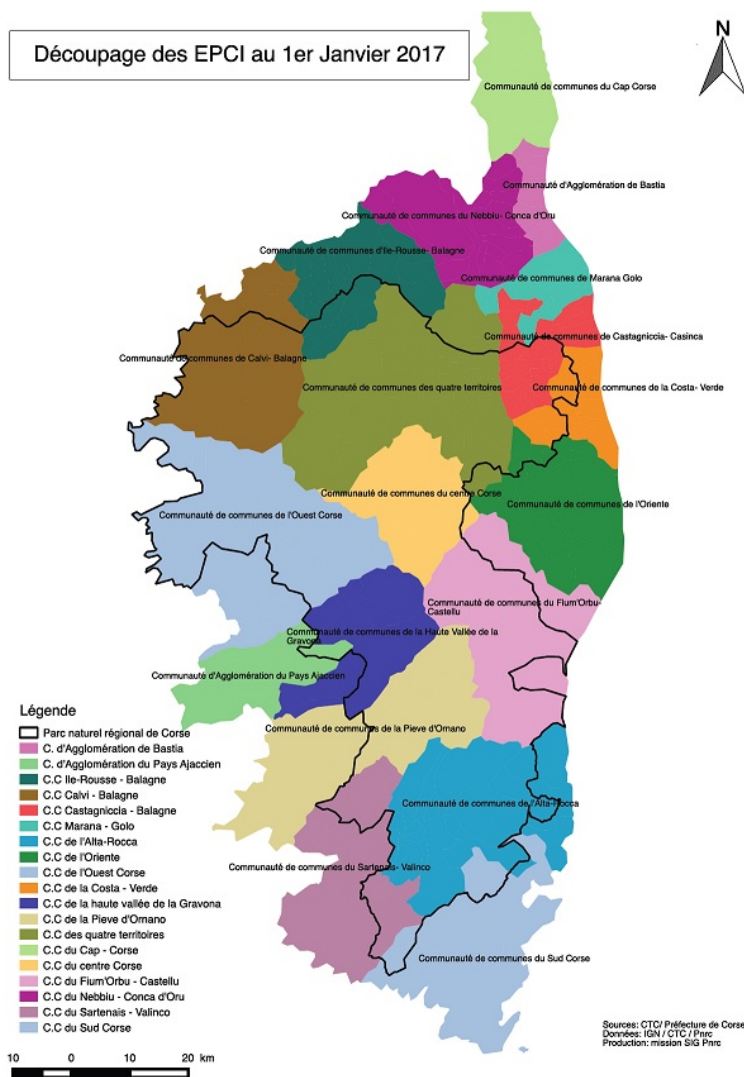 Découpage des EPCI au 1er Janvier 2017
N
Communauté de communes du Cap Corse
Communauté d'Agglomération de Bastia
Communauté de communes du Nebbiu- Conca d'Oru
Communauté de communes d'Ile-Rousse- Balagne
Communauté de communes de Marana Golo
Communauté de communes de Castagniccia- Casinca
Communauté de communes de Calvi- Balagne
Communauté de communes des quatre territoires
Communauté de communes de la Costa- Verde
Communauté de communes du centre Corse
Communauté de communes de l'Oriente
Communauté de communes de l'Ouest Corse
Communauté de communes du Fium'Orbu-
Castellu
Communauté de communes de la Haute Vallée de la
Gravona
Communauté d'Agglomération du Pays Ajaccien
Communauté de communes de la Pieve d'Ornano
Communauté de communes de l'Alta-Rocca
Communauté de communes du Sartenais- Valinco
Communauté de communes du Sud Corse
Légende
Parc naturel régional de Corse
C. d'Agglomération de Bastia
C. d'Agglomération du Pays Ajaccien
C.C Ile-Rousse - Balagne
C.C Calvi - Balagne
C.C Castagniccia - Balagne
C.C Marana - Golo
C.C de l'Alta-Rocca
C.C de l'Oriente
C.C de l'Ouest Corse
C.C de la Costa - Verde
C.C de la haute vallée de la Gravona
C.C de la Pieve d'Ornano
C.C des quatre territoires
C.C du Cap - Corse
C.C du centre Corse
C.C du Fium'Orbu - Castellu
C.C du Nebbiu - Conca d'Oru
C.C du Sartenais - Valinco
C.C du Sud Corse
10 0 10 20 km
Sources: CTC/ Préfecture de Corse
Données: IGN / CTC / Pnrc
Production: mission SIG Pnrc